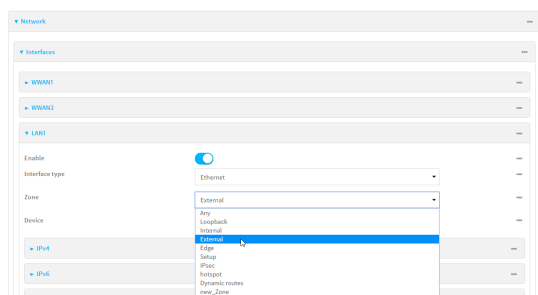 Network
Interfaces
WWAN1
WWAN2
LAN1
Enable
Interface type
Ethernet
Zone
External
Any
Loopback
Internal
External
Edge
Setup
IPsec
hotspot
Dynamic routes
new_Zone
Device
IPv4
IPv6